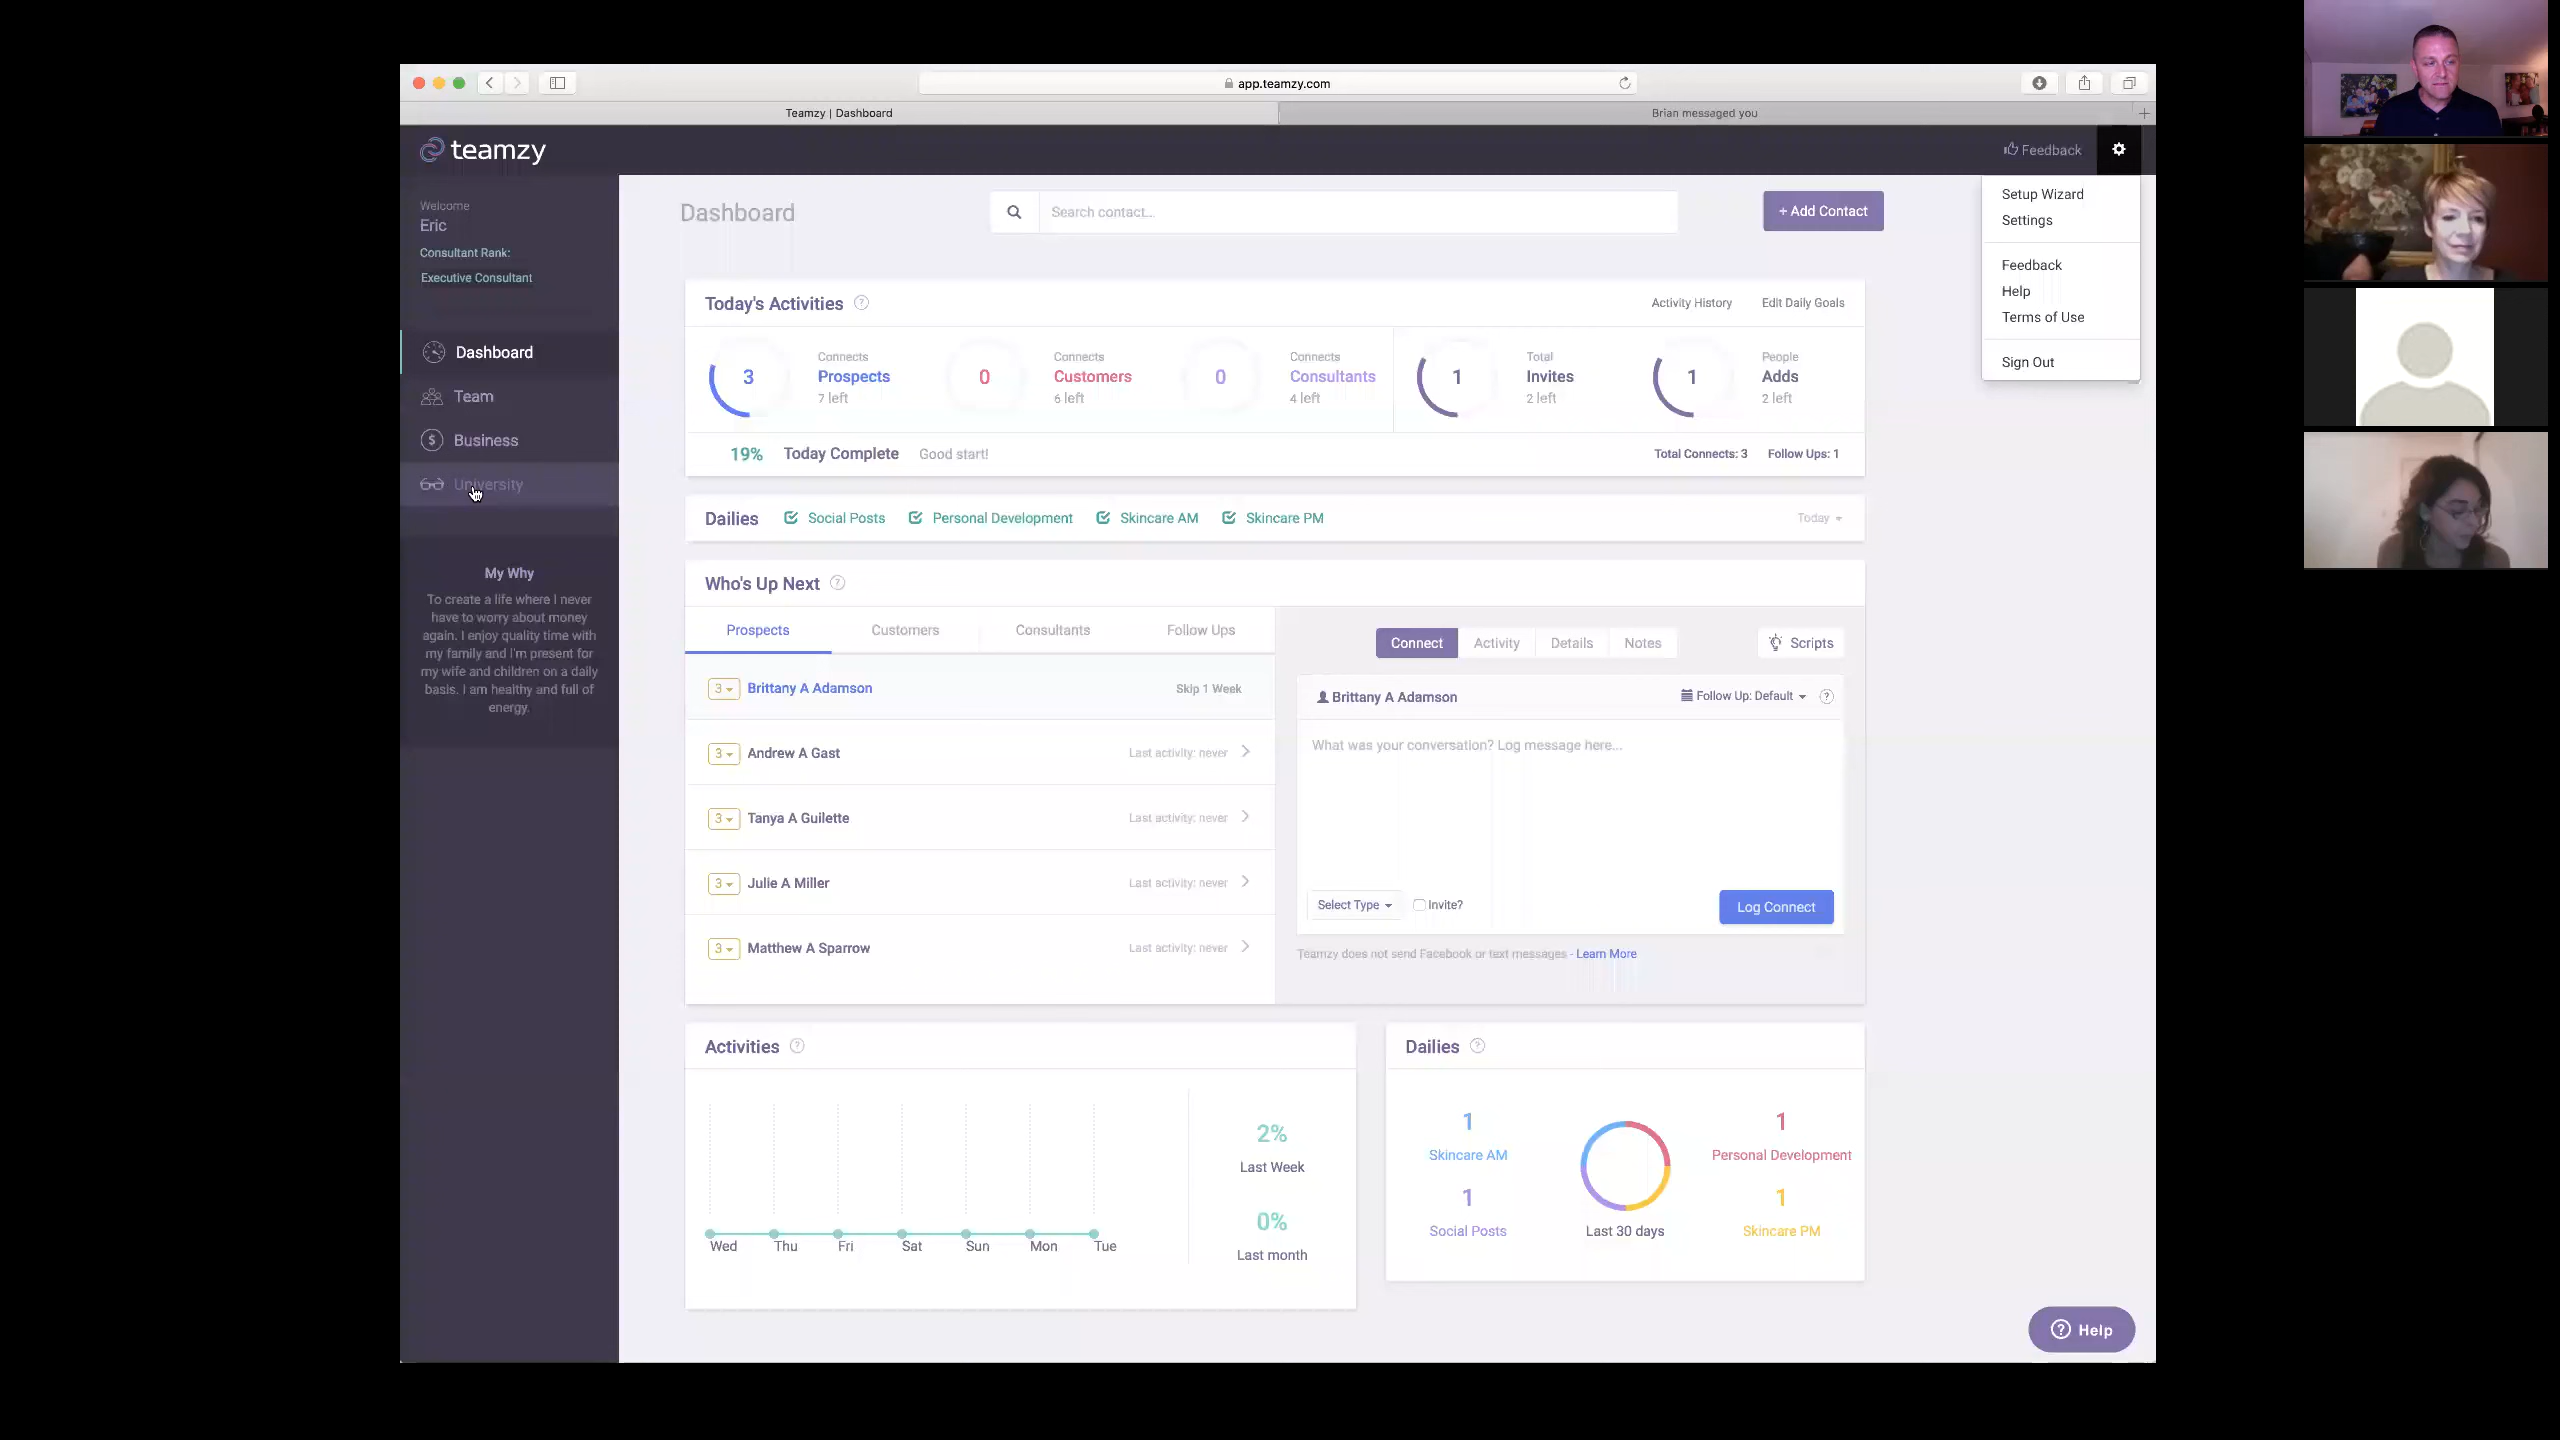 app.teamzy.com
Teamzy | Dashboard
Brian messaged you
teamzy
Feedback
Welcome
Eric
Consultant Rank:
Executive Consultant
Dashboard
Team
Business
University
My Why
To create a life where I never
have to worry about money
again. I enjoy quality time with
my family and I'm present for
my wife and children on a daily
basis. I am healthy and full of
energy.
Dashboard
Search contact...
+ Add Contact
Setup Wizard
Settings
Feedback
Help
Terms of Use
Sign Out
Today's Activities
Activity History
Edit Daily Goals
3
Connects
Prospects
7 left
0
Connects
Customers
6 left
0
Connects
Consultants
4 left
1
Total
Invites
2 left
1
People
Adds
2 left
19% Today Complete Good start!
Total Connects: 3 Follow Ups: 1
Dailies Social Posts Personal Development Skincare AM Skincare PM Today
Who's Up Next
Prospects Customers Consultants Follow Ups
3 Brittany A Adamson Skip 1 Week
3 Andrew A Gast Last activity: never
3 Tanya A Guilette Last activity: never
3 Julie A Miller Last activity: never
3 Matthew A Sparrow Last activity: never
Connect Activity Details Notes Scripts
Brittany A Adamson Follow Up: Default
What was your conversation? Log message here...
Select Type Invite? Log Connect
Teamzy does not send Facebook or text messages - Learn More
Activities
Wed Thu Fri Sat Sun Mon Tue
2%
Last Week
0%
Last month
Dailies
1
Skincare AM
1
Personal Development
1
Social Posts
Last 30 days
1
Skincare PM
Help